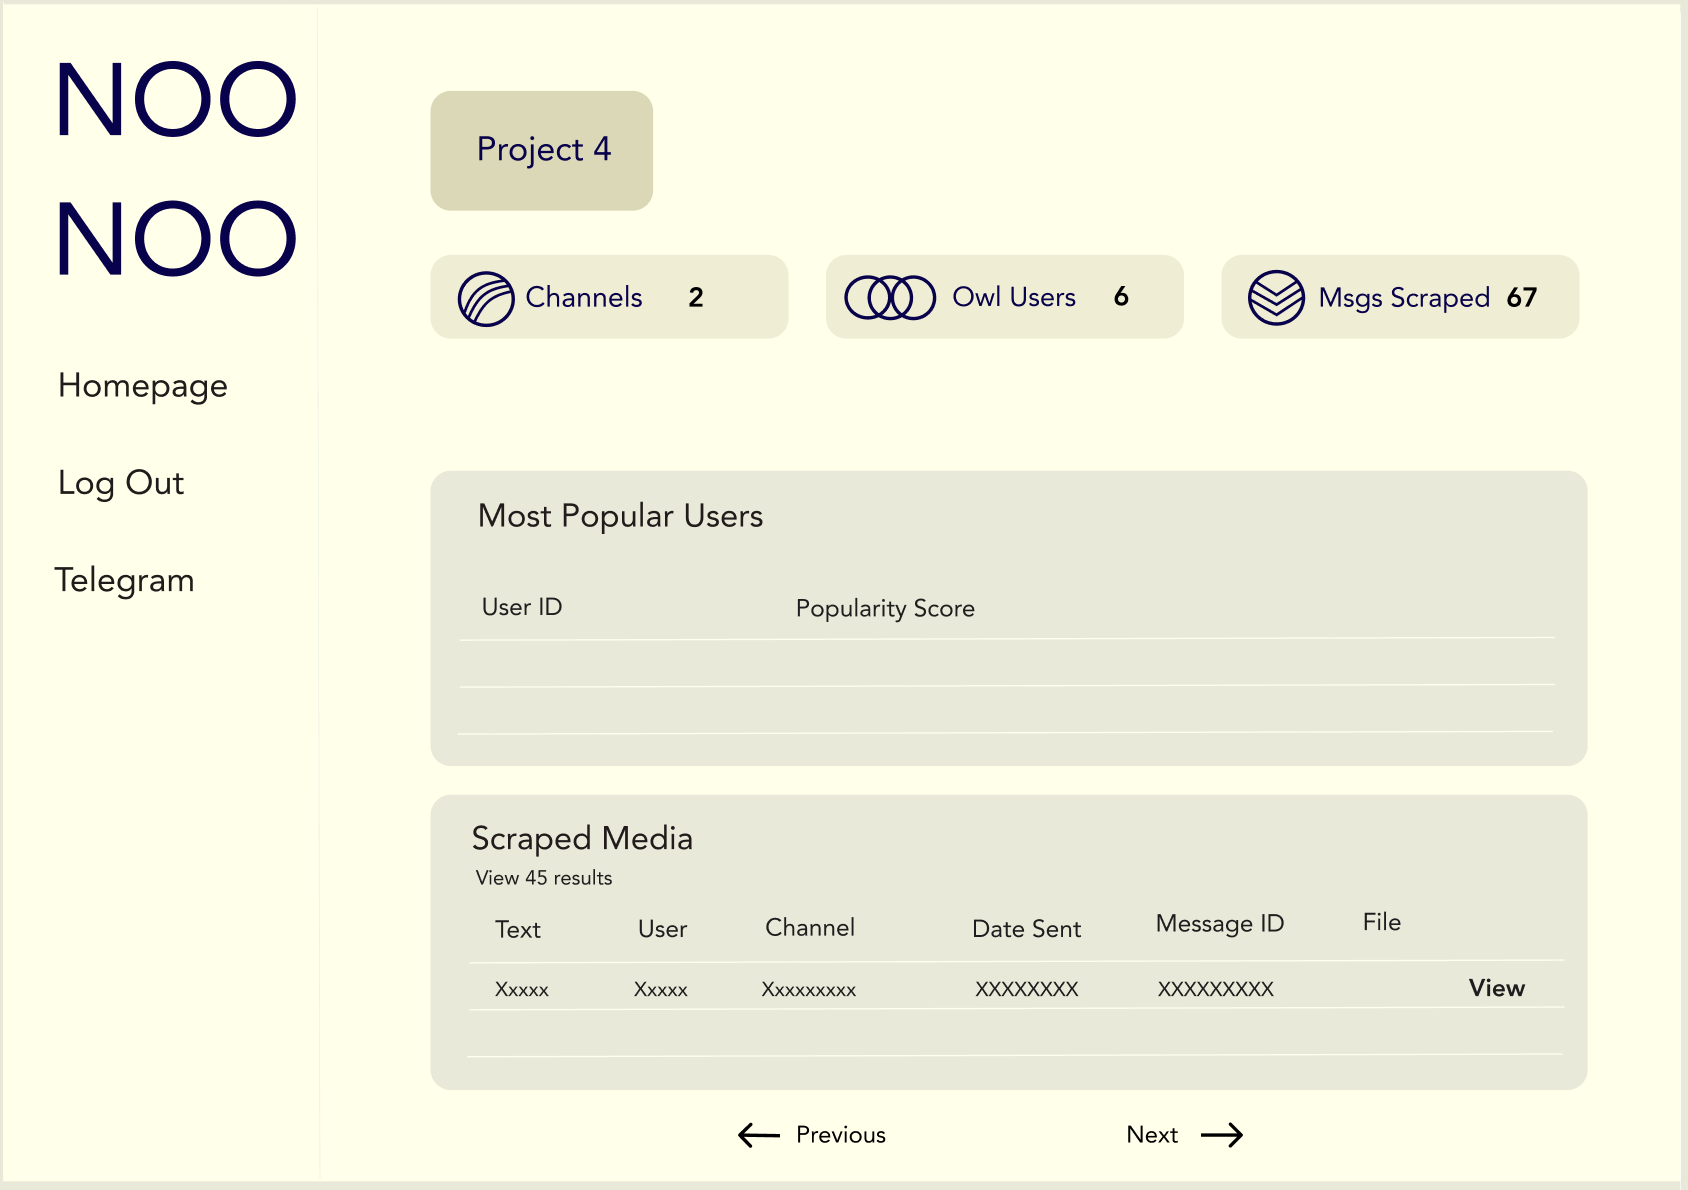 NOO
NOO
Homepage
Log Out
Telegram
Project 4
Channels 2
Owl Users 6
Msgs Scraped 67
Most Popular Users
User ID Popularity Score
Scraped Media
View 45 results
Text User Channel Date Sent Message ID File
Xxxxx Xxxxx Xxxxxxxxx XXXXXXXX XXXXXXXXX View
Previous Next